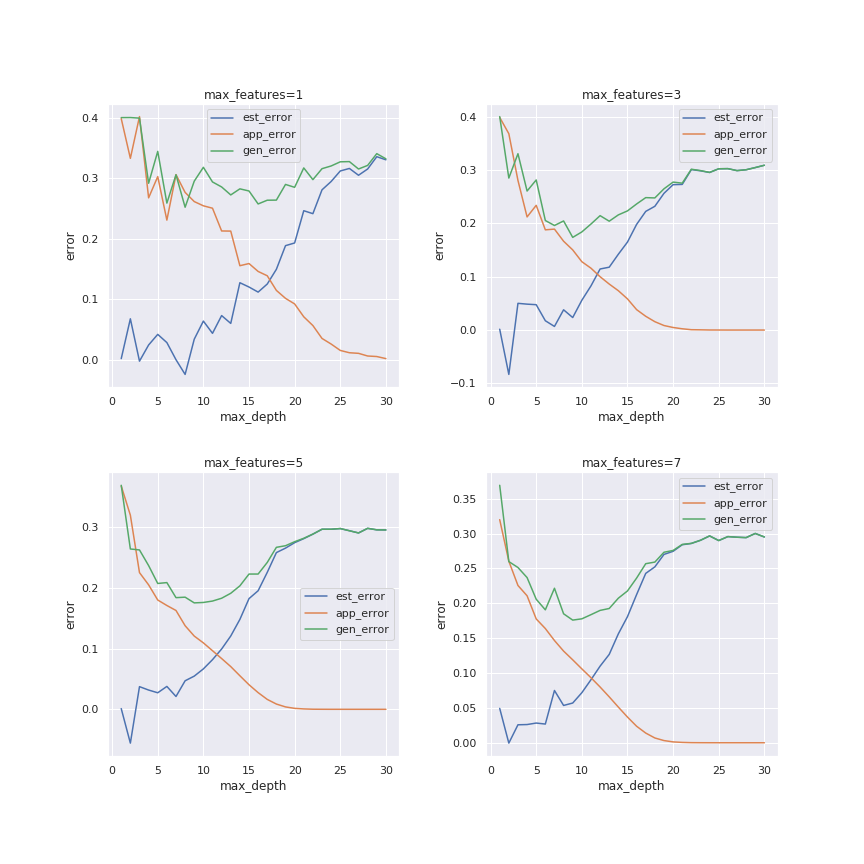 max_features=1
0.4
0.3
0.2
0.1
0.0
error
est_error
app_error
gen_error
0 5 10 15 20 25 30
max_depth
max_features=3
0.4
0.3
0.2
0.1
0.0
−0.1
error
est_error
app_error
gen_error
0 5 10 15 20 25 30
max_depth
max_features=5
0.3
0.2
0.1
0.0
error
est_error
app_error
gen_error
0 5 10 15 20 25 30
max_depth
max_features=7
0.35
0.30
0.25
0.20
0.15
0.10
0.05
0.00
error
est_error
app_error
gen_error
0 5 10 15 20 25 30
max_depth